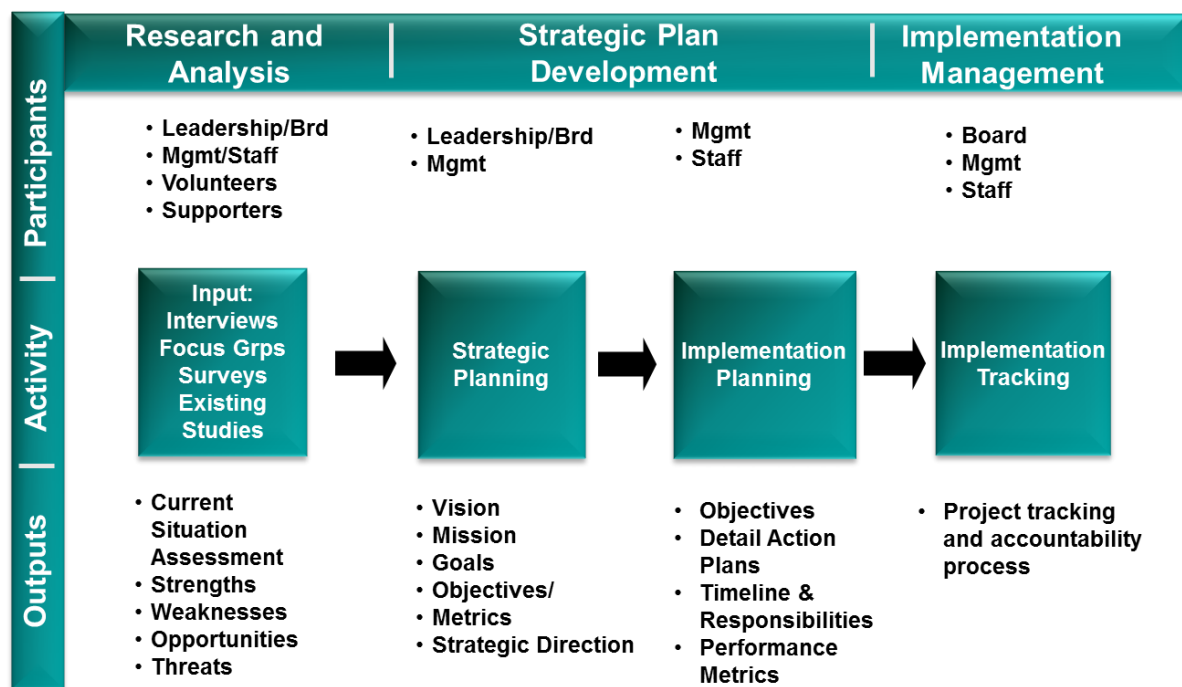 Research and
Analysis
Strategic Plan
Development
Implementation
Management
Participants
• Leadership/Brd
• Mgmt/Staff
• Volunteers
• Supporters
• Leadership/Brd
• Mgmt
• Mgmt
• Staff
• Board
• Mgmt
• Staff
Activity
Input:
Interviews
Focus Grps
Surveys
Existing
Studies
Strategic
Planning
Implementation
Planning
Implementation
Tracking
Outputs
• Current
Situation
Assessment
• Strengths
• Weaknesses
• Opportunities
• Threats
• Vision
• Mission
• Goals
• Objectives/
• Metrics
• Strategic Direction
• Objectives
• Detail Action
Plans
• Timeline &
Responsibilities
• Performance
Metrics
• Project tracking
and accountability
process